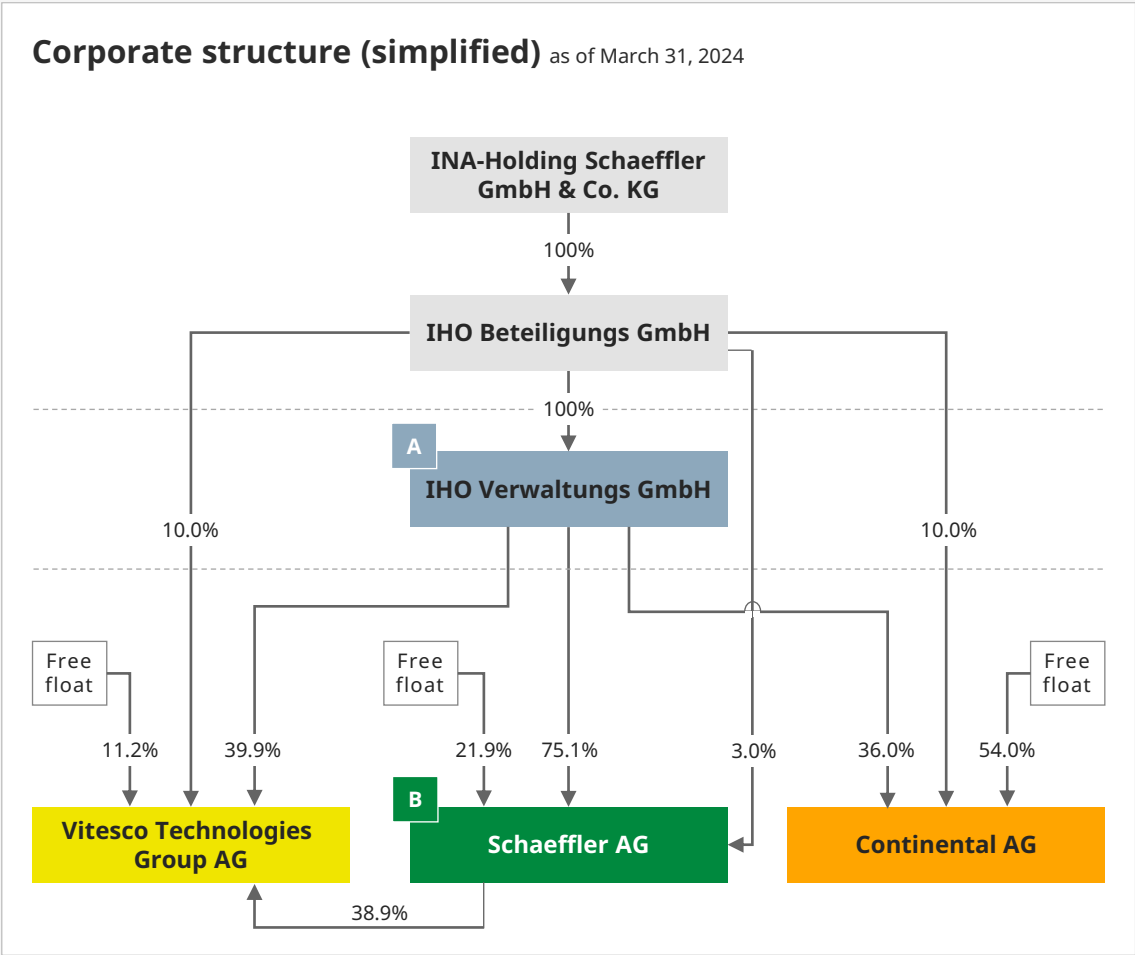 Corporate structure (simplified) as of March 31, 2024
INA-Holding Schaeffler
GmbH & Co. KG
100%
IHO Beteiligungs GmbH
100%
A
IHO Verwaltungs GmbH
10.0%
10.0%
Free
float
Free
float
Free
float
11.2%
39.9%
21.9%
75.1%
3.0%
36.0%
54.0%
Vitesco Technologies
Group AG
B
Schaeffler AG
Continental AG
38.9%